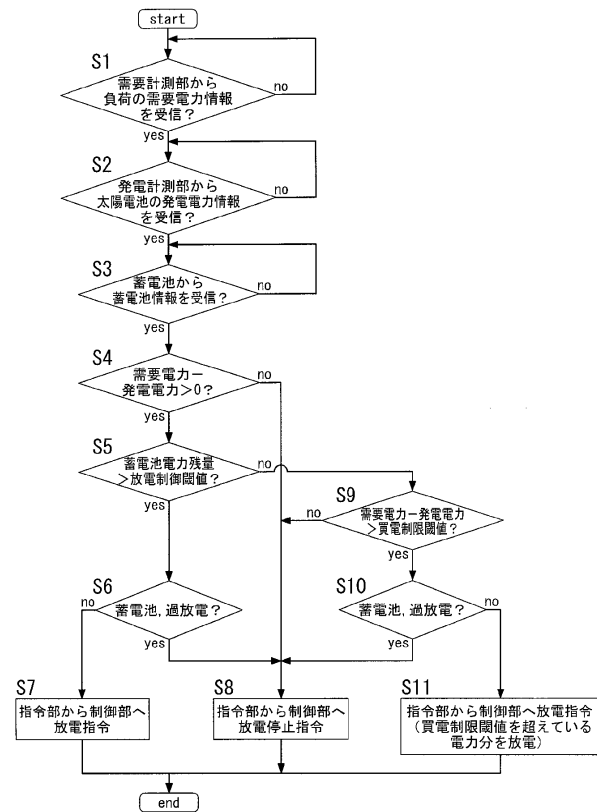 start
S1
需要計測部から
負荷の需要電力情報
を受信？
no
yes
S2
発電計測部から
太陽電池の発電電力情報
を受信？
no
yes
S3
蓄電池から
蓄電池情報を受信？
no
yes
S4
需要電力ー
発電電力＞0？
no
yes
S5
蓄電池電力残量
＞放電制御閾値？
no
yes
S9
需要電力ー発電電力
＞買電制限閾値？
no
yes
S6
蓄電池，過放電？
no
yes
S10
蓄電池，過放電？
no
yes
S7
指令部から制御部へ
放電指令
S8
指令部から制御部へ
放電停止指令
S11
指令部から制御部へ放電指令
（買電制限閾値を超えている
電力分を放電）
end